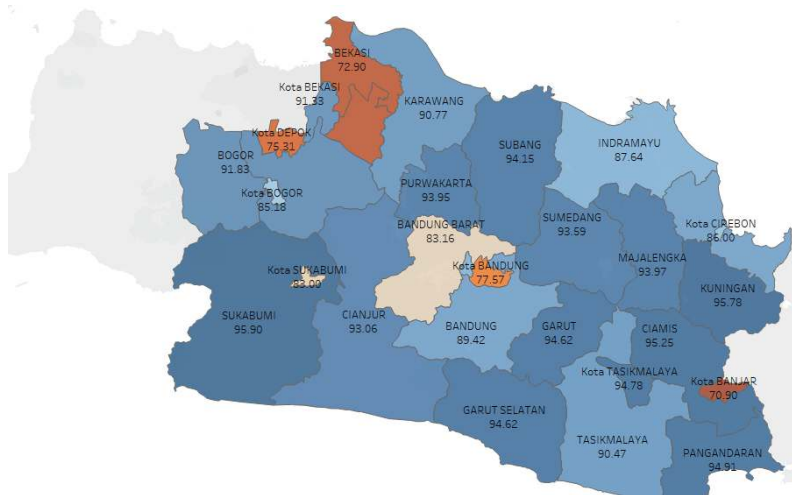 BEKASI
72.90
Kota BEKASI
91.33
KARAWANG
90.77
Kota DEPOK
75.31
SUBANG
94.15
INDRAMAYU
87.64
BOGOR
91.83
Kota BOGOR
85.18
PURWAKARTA
93.95
BANDUNG BARAT
83.16
SUMEDANG
93.59
Kota CIREBON
86.00
MAJALENGKA
93.97
Kota BANDUNG
77.57
Kota SUKABUMI
83.00
KUNINGAN
95.78
SUKABUMI
95.90
CIANJUR
93.06
BANDUNG
89.42
GARUT
94.62
CIAMIS
95.25
Kota TASIKMALAYA
94.78
Kota BANJAR
70.90
GARUT SELATAN
94.62
TASIKMALAYA
90.47
PANGANDARAN
94.91